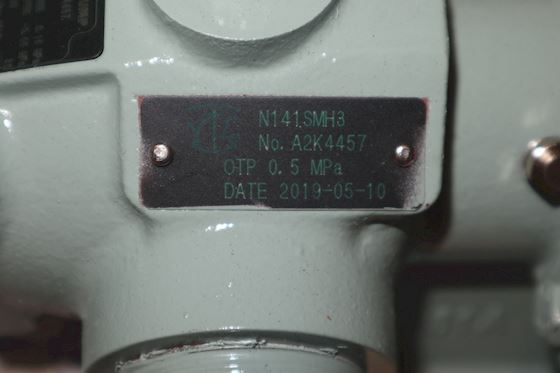 N141SMH3
No. A2K4457
OTP 0.5 MPa
DATE 2019-05-10